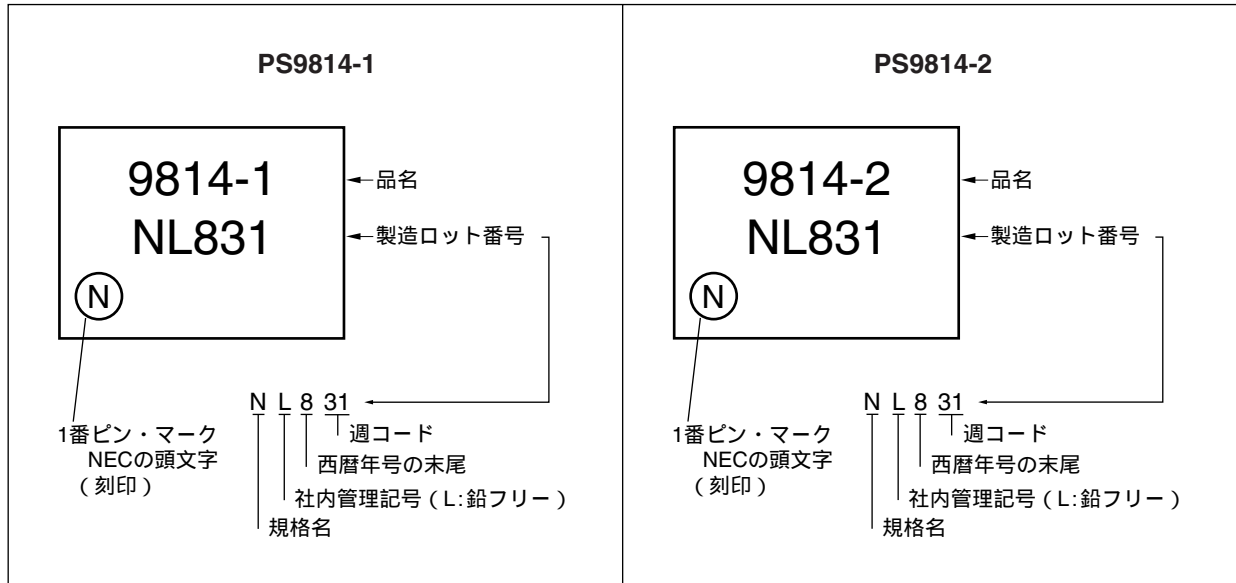 PS9814-1
9814-1
品名
NL831
製造ロット番号
N
N L 8 31
1番ピン・マーク
NECの頭文字
（刻印）
週コード
西暦年号の末尾
社内管理記号（L:鉛フリー）
規格名
PS9814-2
9814-2
品名
NL831
製造ロット番号
N
N L 8 31
1番ピン・マーク
NECの頭文字
（刻印）
週コード
西暦年号の末尾
社内管理記号（L:鉛フリー）
規格名